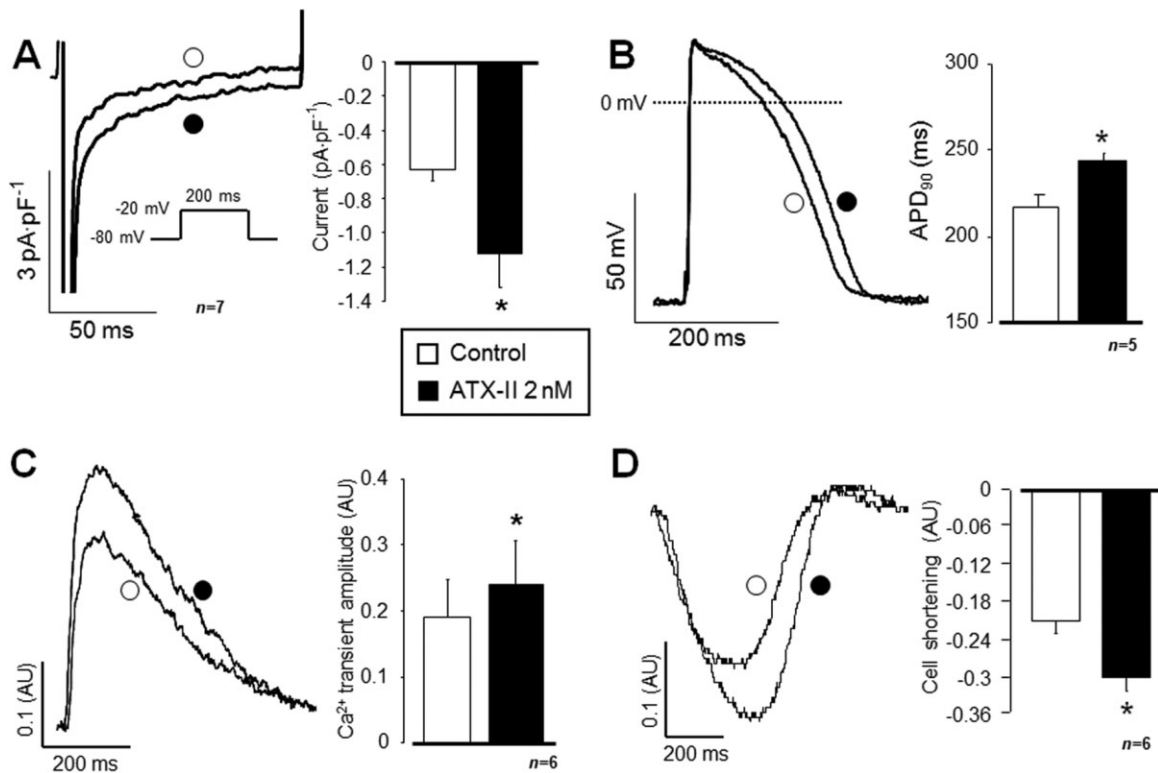 A
3 pA·pF⁻¹
50 ms
-20 mV
-80 mV
200 ms
n=7
Current (pA·pF⁻¹)
0
-0.2
-0.4
-0.6
-0.8
-1.0
-1.2
-1.4
*
Control
ATX-II 2 nM
B
0 mV
50 mV
200 ms
APD₉₀ (ms)
300
250
200
150
*
n=5
C
0.1 (AU)
200 ms
Ca²⁺ transient amplitude (AU)
0.4
0.3
0.2
0.1
0
*
n=6
D
0.1 (AU)
200 ms
Cell shortening (AU)
0
-0.06
-0.12
-0.18
-0.24
-0.3
-0.36
*
n=6